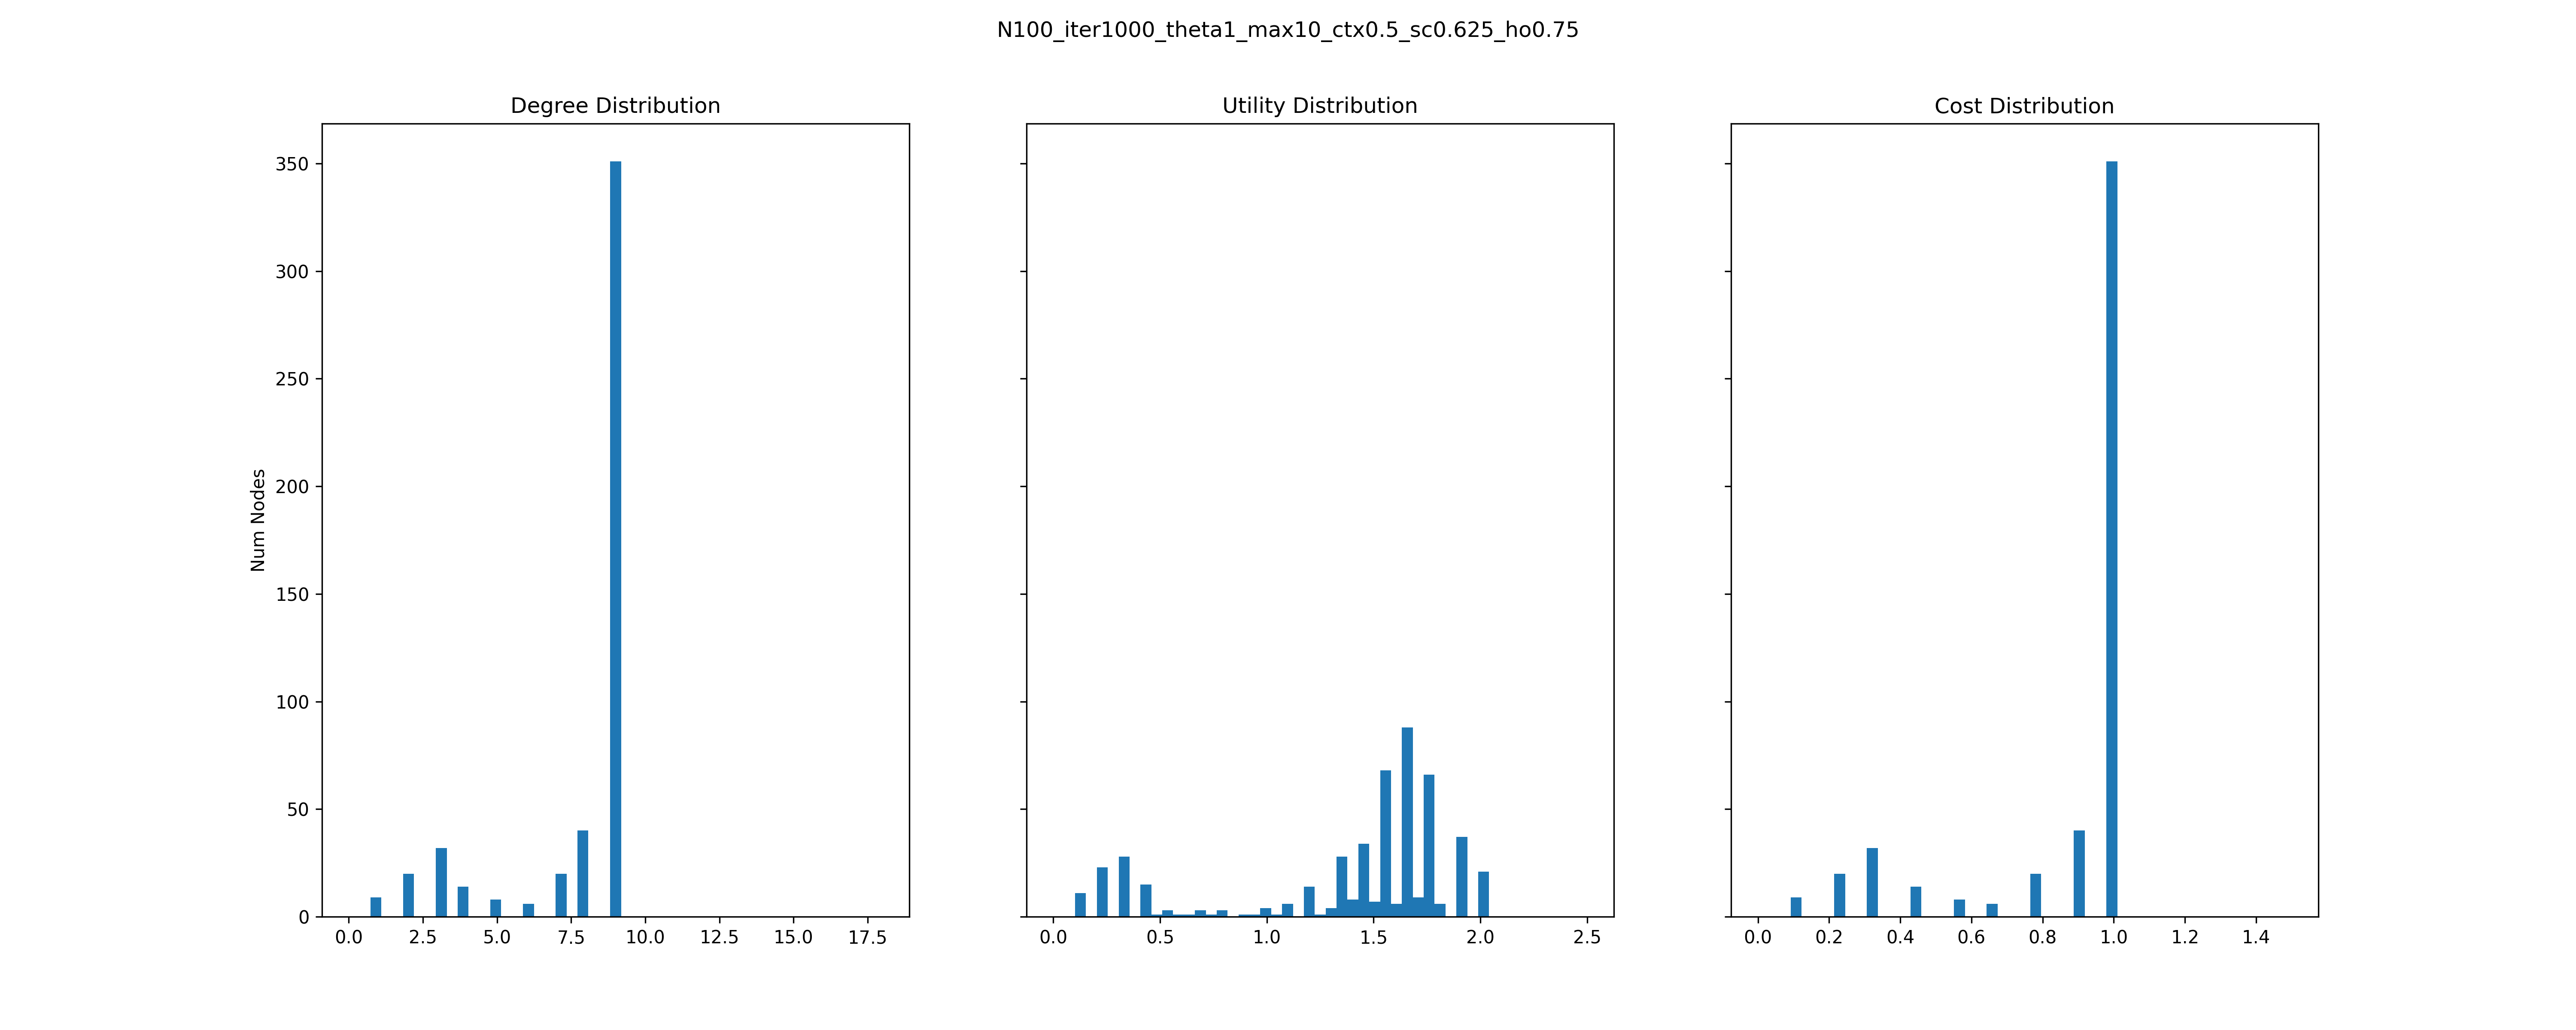 N100_iter1000_theta1_max10_ctx0.5_sc0.625_ho0.75
Degree Distribution
Num Nodes
350
300
250
200
150
100
50
0
0.0 2.5 5.0 7.5 10.0 12.5 15.0 17.5
Utility Distribution
0.0 0.5 1.0 1.5 2.0 2.5
Cost Distribution
0.0 0.2 0.4 0.6 0.8 1.0 1.2 1.4